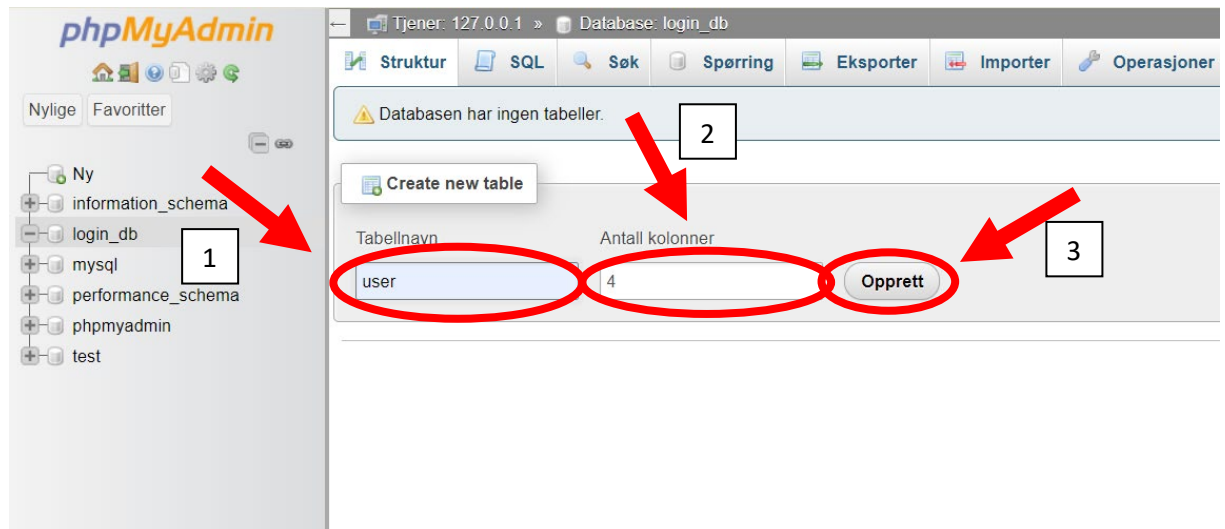 phpMyAdmin
Nylige Favoritter
Ny
information_schema
login_db
mysql
performance_schema
phpmyadmin
test
Tjener: 127.0.0.1 » Database: login_db
Struktur SQL Søk Spørring Eksporter Importer Operasjoner
Databasen har ingen tabeller.
Create new table
Tabellnavn Antall kolonner
user 4 Opprett
1
2
3